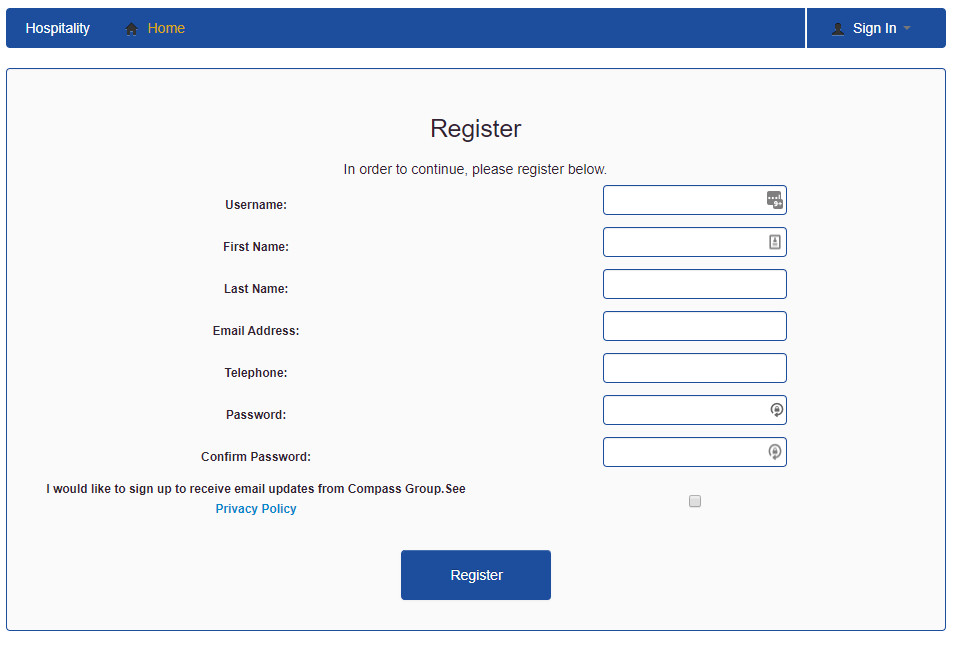 Hospitality Home Sign In
Register
In order to continue, please register below.
Username:
First Name:
Last Name:
Email Address:
Telephone:
Password:
Confirm Password:
I would like to sign up to receive email updates from Compass Group.See
Privacy Policy
Register